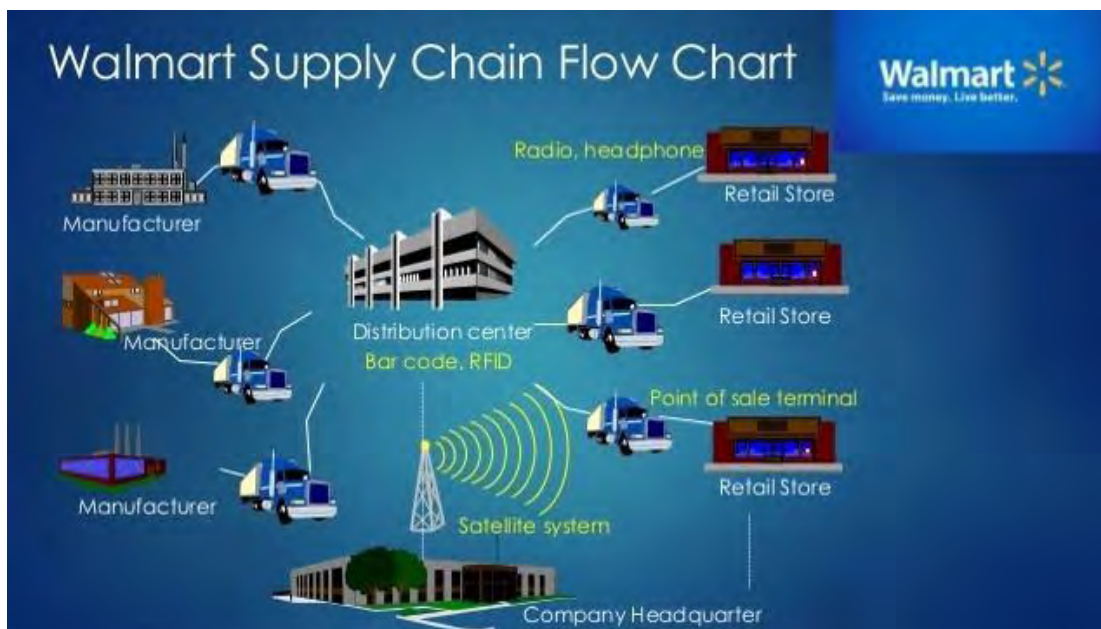 Walmart Supply Chain Flow Chart
Walmart
Save money. Live better.
Radio, headphone
Manufacturer
Retail Store
Manufacturer
Distribution center
Bar code, RFID
Retail Store
Point of sale terminal
Manufacturer
Retail Store
Satellite system
Company Headquarter